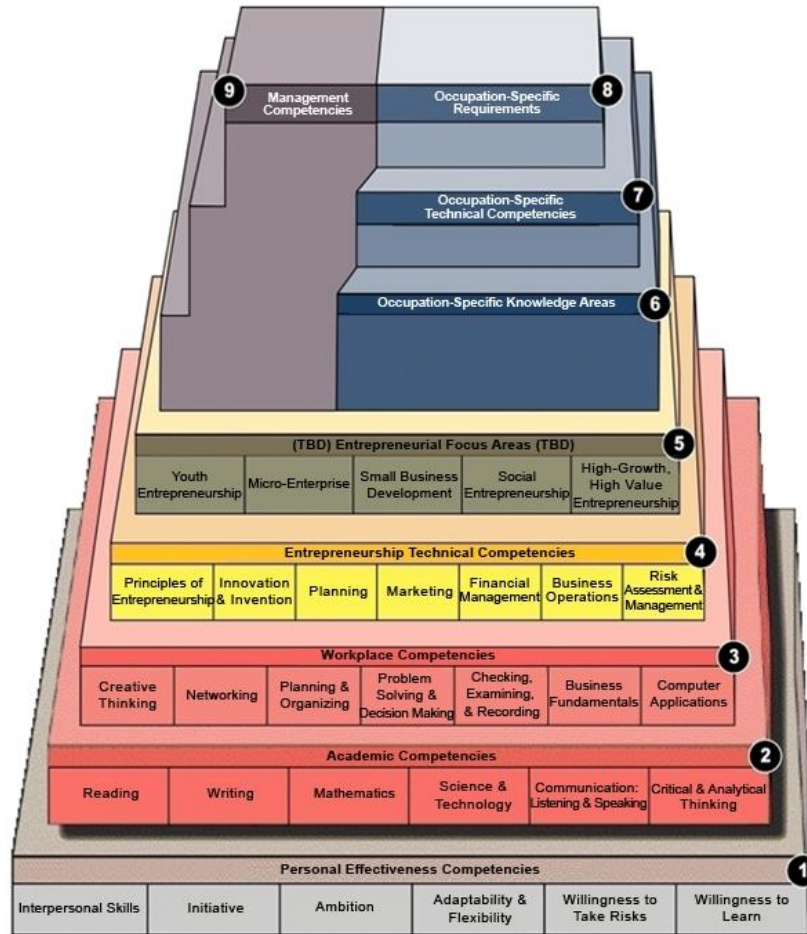 9
Management
Competencies
Occupation-Specific
Requirements
8
Occupation-Specific
Technical Competencies
7
Occupation-Specific Knowledge Areas
6
(TBD) Entrepreneurial Focus Areas (TBD)
5
Youth
Entrepreneurship
Micro-Enterprise
Small Business
Development
Social
Entrepreneurship
High-Growth,
High Value
Entrepreneurship
Entrepreneurship Technical Competencies
4
Principles of
Entrepreneurship
Innovation
& Invention
Planning
Marketing
Financial
Management
Business
Operations
Risk
Assessment &
Management
Workplace Competencies
3
Creative
Thinking
Networking
Planning &
Organizing
Problem
Solving &
Decision Making
Checking,
Examining,
& Recording
Business
Fundamentals
Computer
Applications
Academic Competencies
2
Reading
Writing
Mathematics
Science &
Technology
Communication:
Listening & Speaking
Critical & Analytical
Thinking
Personal Effectiveness Competencies
1
Interpersonal Skills
Initiative
Ambition
Adaptability &
Flexibility
Willingness to
Take Risks
Willingness to
Learn